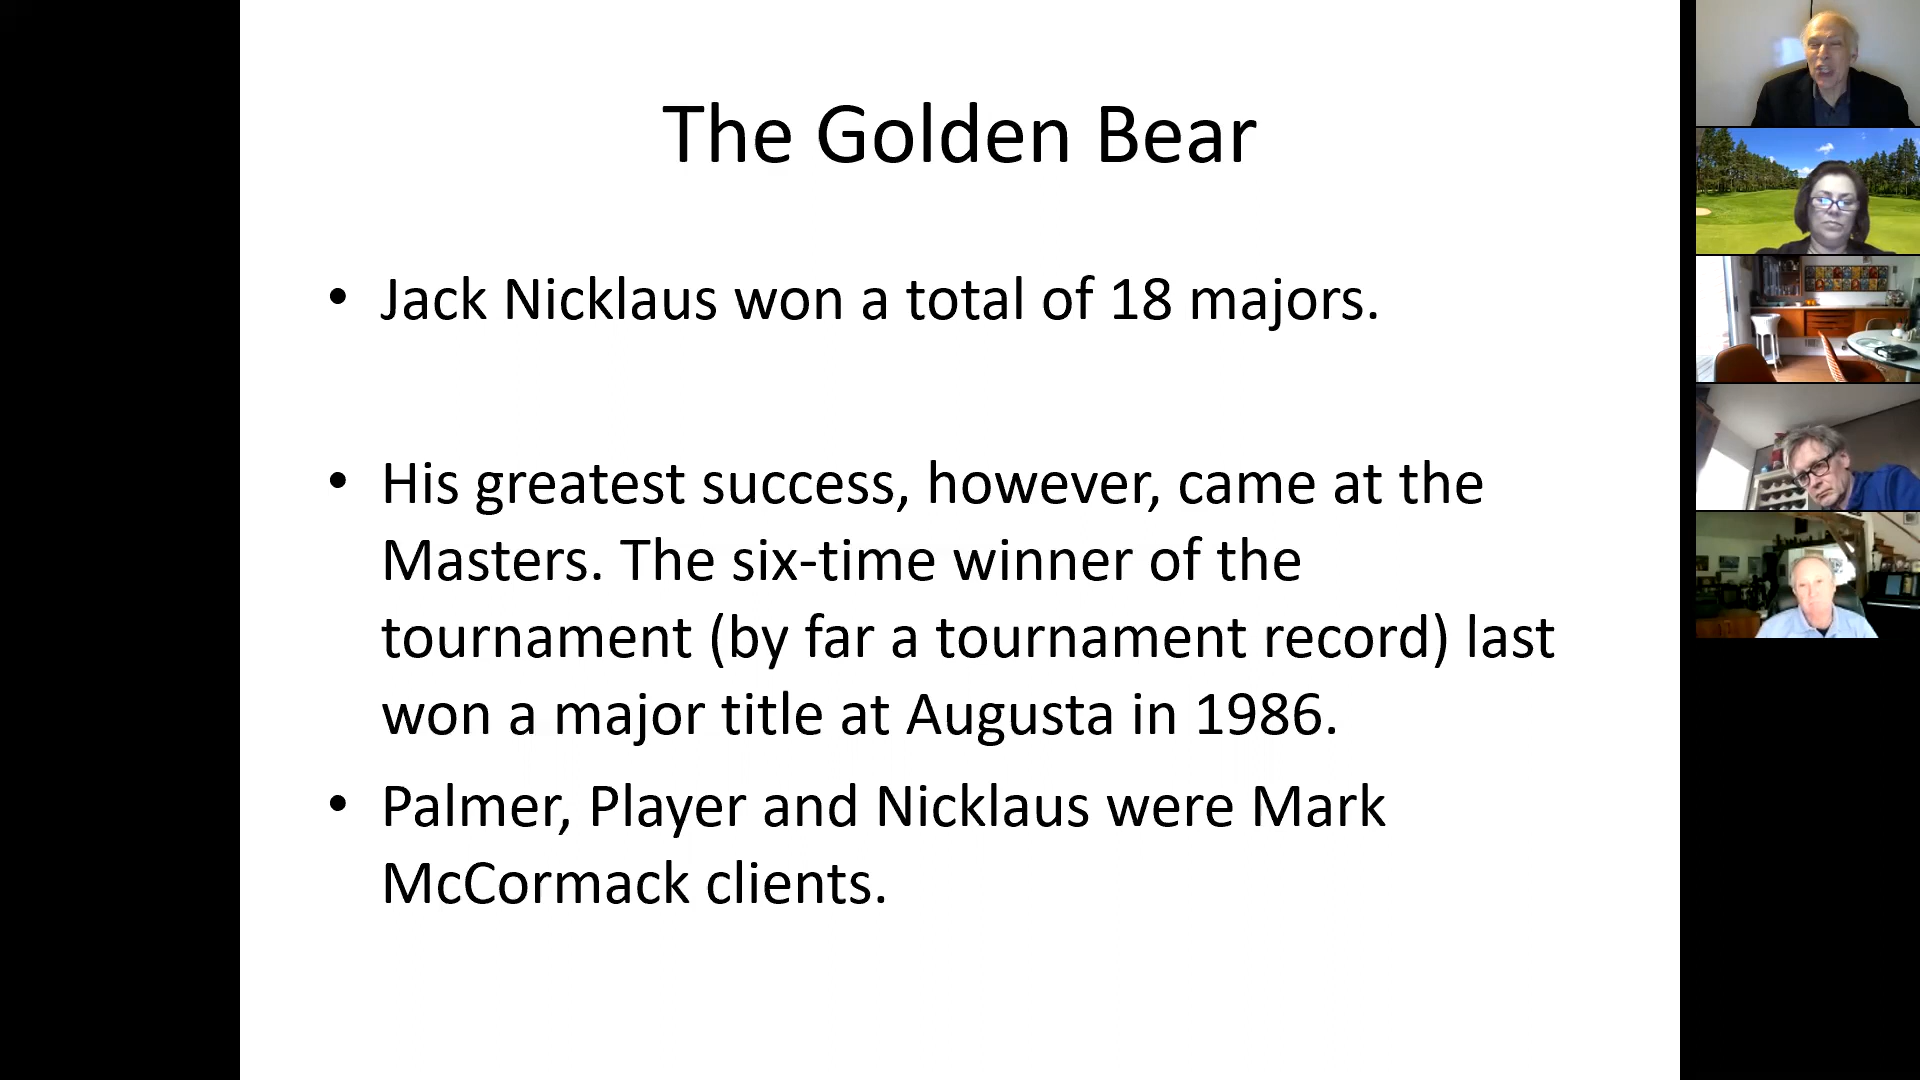 The Golden Bear
• Jack Nicklaus won a total of 18 majors.
• His greatest success, however, came at the
Masters. The six-time winner of the
tournament (by far a tournament record) last
won a major title at Augusta in 1986.
• Palmer, Player and Nicklaus were Mark
McCormack clients.